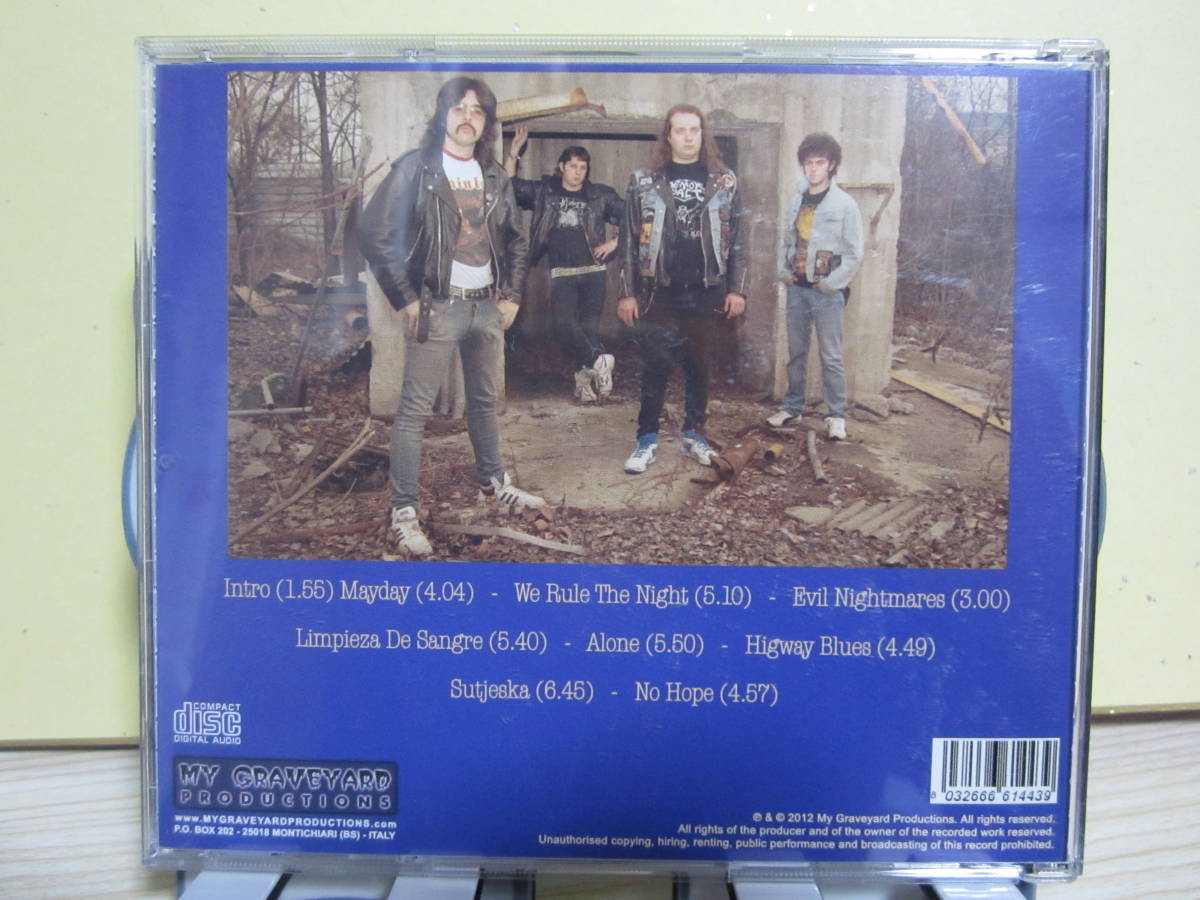 Intro (1.55) Mayday (4.04) - We Rule The Night (5.10) - Evil Nightmares (3.00)
Limpieza De Sangre (5.40) - Alone (5.50) - Higway Blues (4.49)
Sutjeska (6.45) - No Hope (4.57)
COMPACT
disc
DIGITAL AUDIO
MY GRAVEYARD
PRODUCTIONS
www.MYGRAVEYARDPRODUCTIONS.com
P.O. BOX 202 - 25018 MONTICHIARI (BS) - ITALY
8 032666 614439
℗ & © 2012 My Graveyard Productions. All rights reserved.
All rights of the producer and of the owner of the recorded work reserved.
Unauthorised copying, hiring, renting, public performance and broadcasting of this record prohibited.